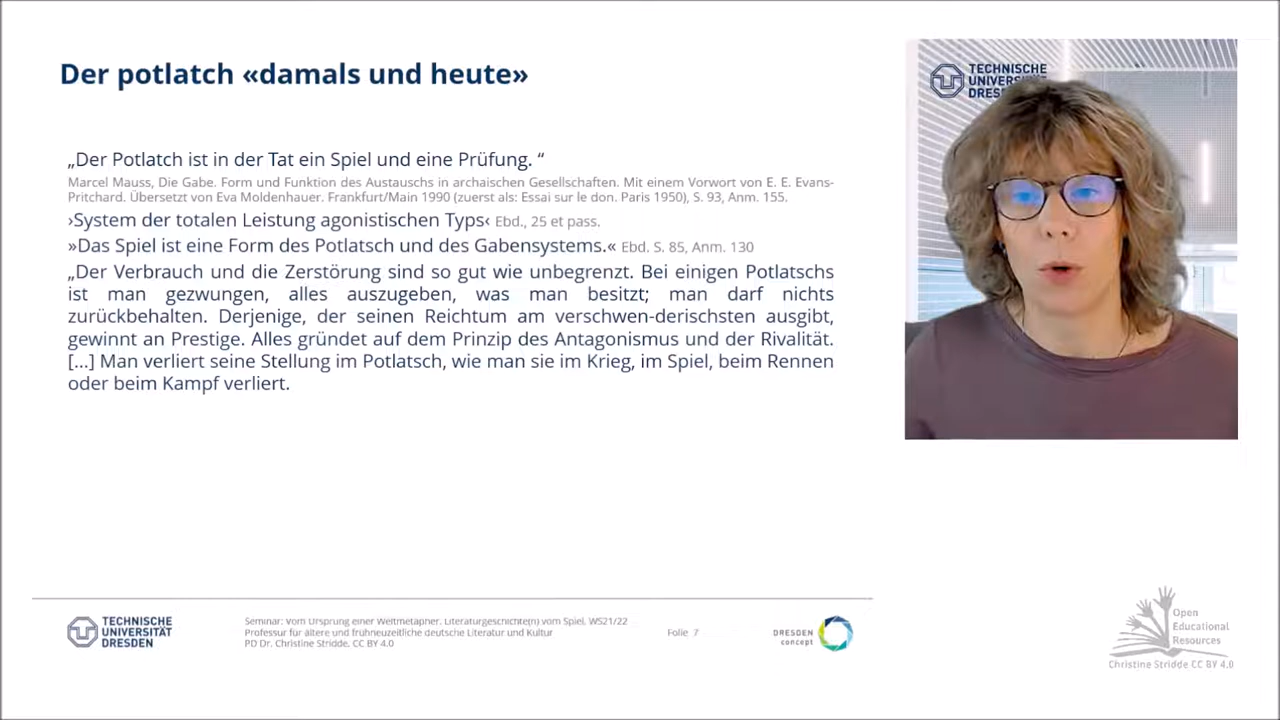 Der potlatch «damals und heute»
„Der Potlatch ist in der Tat ein Spiel und eine Prüfung. “
Marcel Mauss, Die Gabe. Form und Funktion des Austauschs in archaischen Gesellschaften. Mit einem Vorwort von E. E. Evans-
Pritchard. Übersetzt von Eva Moldenhauer. Frankfurt/Main 1990 (zuerst als: Essai sur le don. Paris 1950), S. 93, Anm. 155.
›System der totalen Leistung agonistischen Typs‹ Ebd., 25 et pass.
»Das Spiel ist eine Form des Potlatsch und des Gabensystems.« Ebd. S. 85, Anm. 130
„Der Verbrauch und die Zerstörung sind so gut wie unbegrenzt. Bei einigen Potlatschs
ist man gezwungen, alles auszugeben, was man besitzt; man darf nichts
zurückbehalten. Derjenige, der seinen Reichtum am verschwen-derischsten ausgibt,
gewinnt an Prestige. Alles gründet auf dem Prinzip des Antagonismus und der Rivalität.
[...] Man verliert seine Stellung im Potlatsch, wie man sie im Krieg, im Spiel, beim Rennen
oder beim Kampf verliert.
TECHNISCHE
UNIVERSITÄT
DRESDEN
Seminar: Vom Ursprung einer Weltmetapher. Literaturgeschichte(n) vom Spiel, WS21/22
Professur für ältere und frühneuzeitliche deutsche Literatur und Kultur
PD Dr. Christine Stridde, CC BY 4.0
Folie 7
DRESDEN
concept
TECHNISCHE
UNIVERSITÄT
DRES
Open
Educational
Resources
Christine Stridde CC BY 4.0